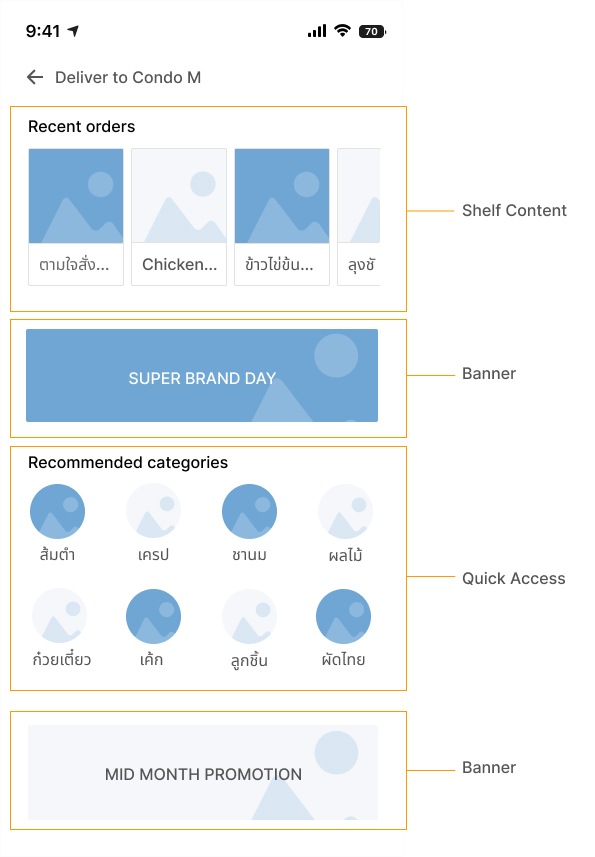 9:41
70
Deliver to Condo M
Recent orders
ตามใจสั่ง...
Chicken...
ข้าวไข่ข้น...
ลุงชั
Shelf Content
SUPER BRAND DAY
Banner
Recommended categories
ส้มตำ
เครป
ชานม
ผลไม้
Quick Access
ก๋วยเตี๋ยว
เค้ก
ลูกชิ้น
ผัดไทย
MID MONTH PROMOTION
Banner